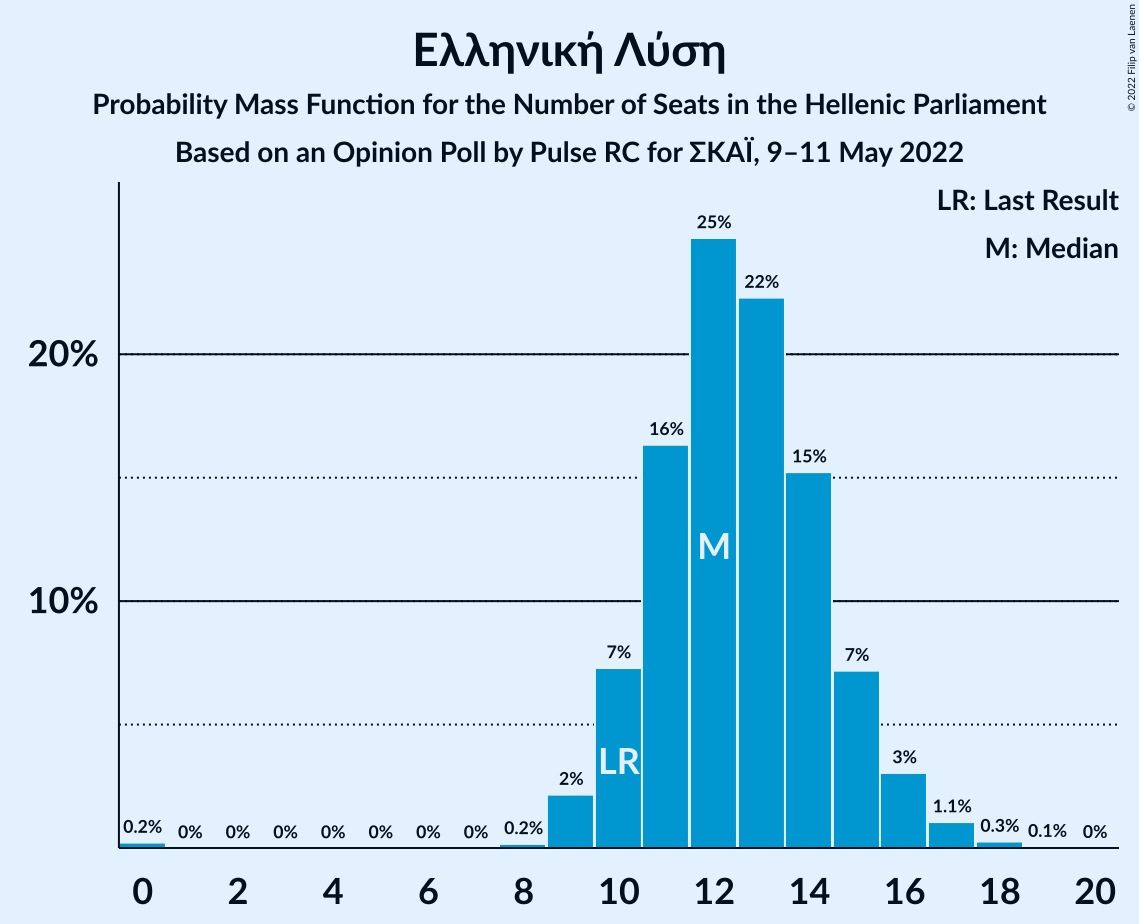 Ελληνική Λύση
Probability Mass Function for the Number of Seats in the Hellenic Parliament
Based on an Opinion Poll by Pulse RC for ΣΚΑΪ, 9–11 May 2022
© 2022 Filip van Laenen
LR: Last Result
M: Median
20%
10%
0.2%
0%
0%
0%
0%
0%
0%
0%
0.2%
2%
7%
16%
25%
22%
15%
7%
3%
1.1%
0.3%
0.1%
0%
LR
M
0 2 4 6 8 10 12 14 16 18 20